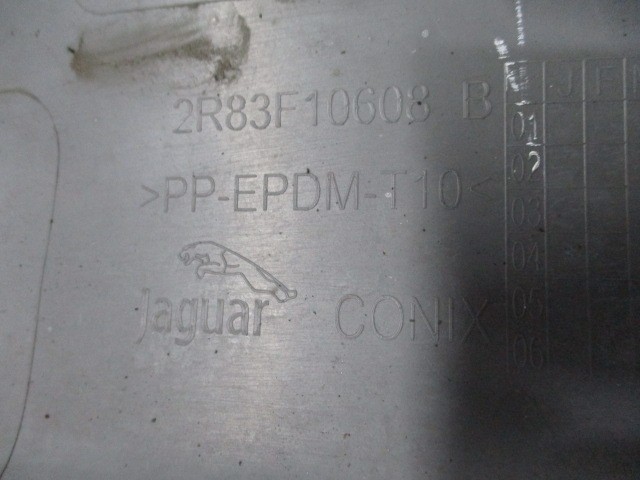 2R83F10608 B
>PP-EPDM-T10<
Jaguar CONIX
J F
01
02
03
04
05
06